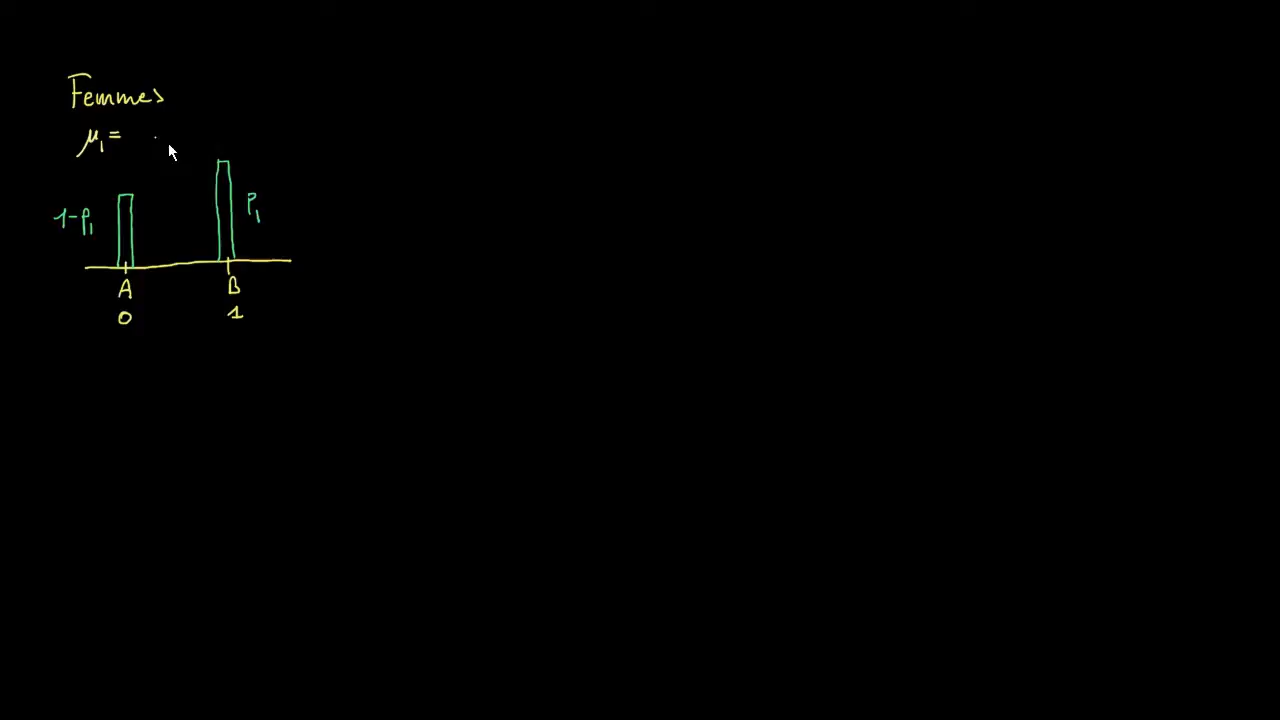 Femmes
μ₁ =
1-p₁ p₁
A B
0 1